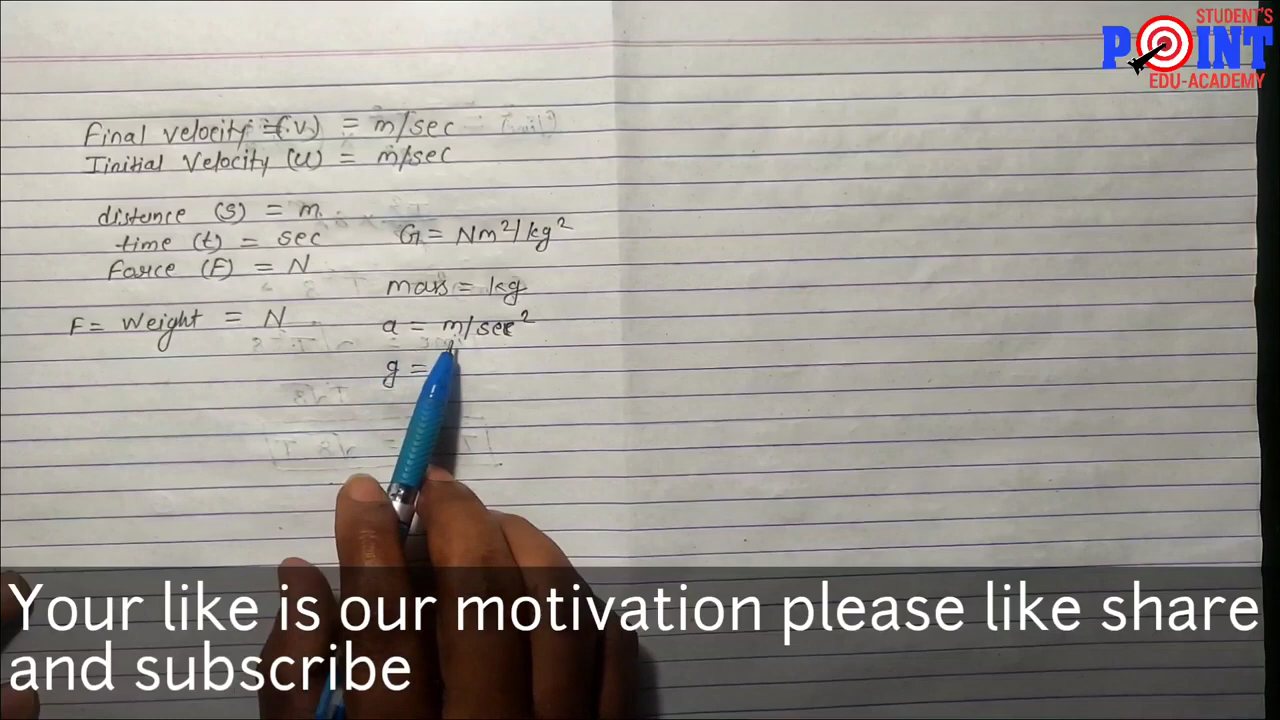 STUDENT'S
POINT
EDU-ACADEMY
Final velocity =(.v.) = m/sec
Iinitial Velocity (u) = m/sec
distance (s) = m
time (t) = sec
Force (F) = N
F = Weight = N
G = Nm²/kg²
mass = kg
a = m/sec²
g =
Your like is our motivation please like share
and subscribe